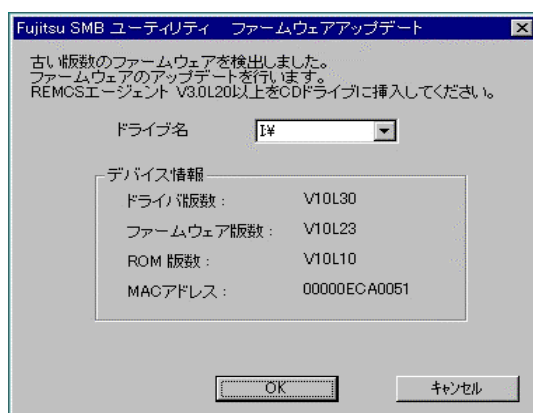 Fujitsu SMB ユーティリティ ファームウェアアップデート
古い版数のファームウェアを検出しました。
ファームウェアのアップデートを行います。
REMCSエージェント V3.0L20以上をCDドライブに挿入してください。
ドライブ名 I:¥
デバイス情報
ドライバ版数 : V10L30
ファームウェア版数 : V10L23
ROM 版数 : V10L10
MACアドレス : 00000ECA0051
OK キャンセル